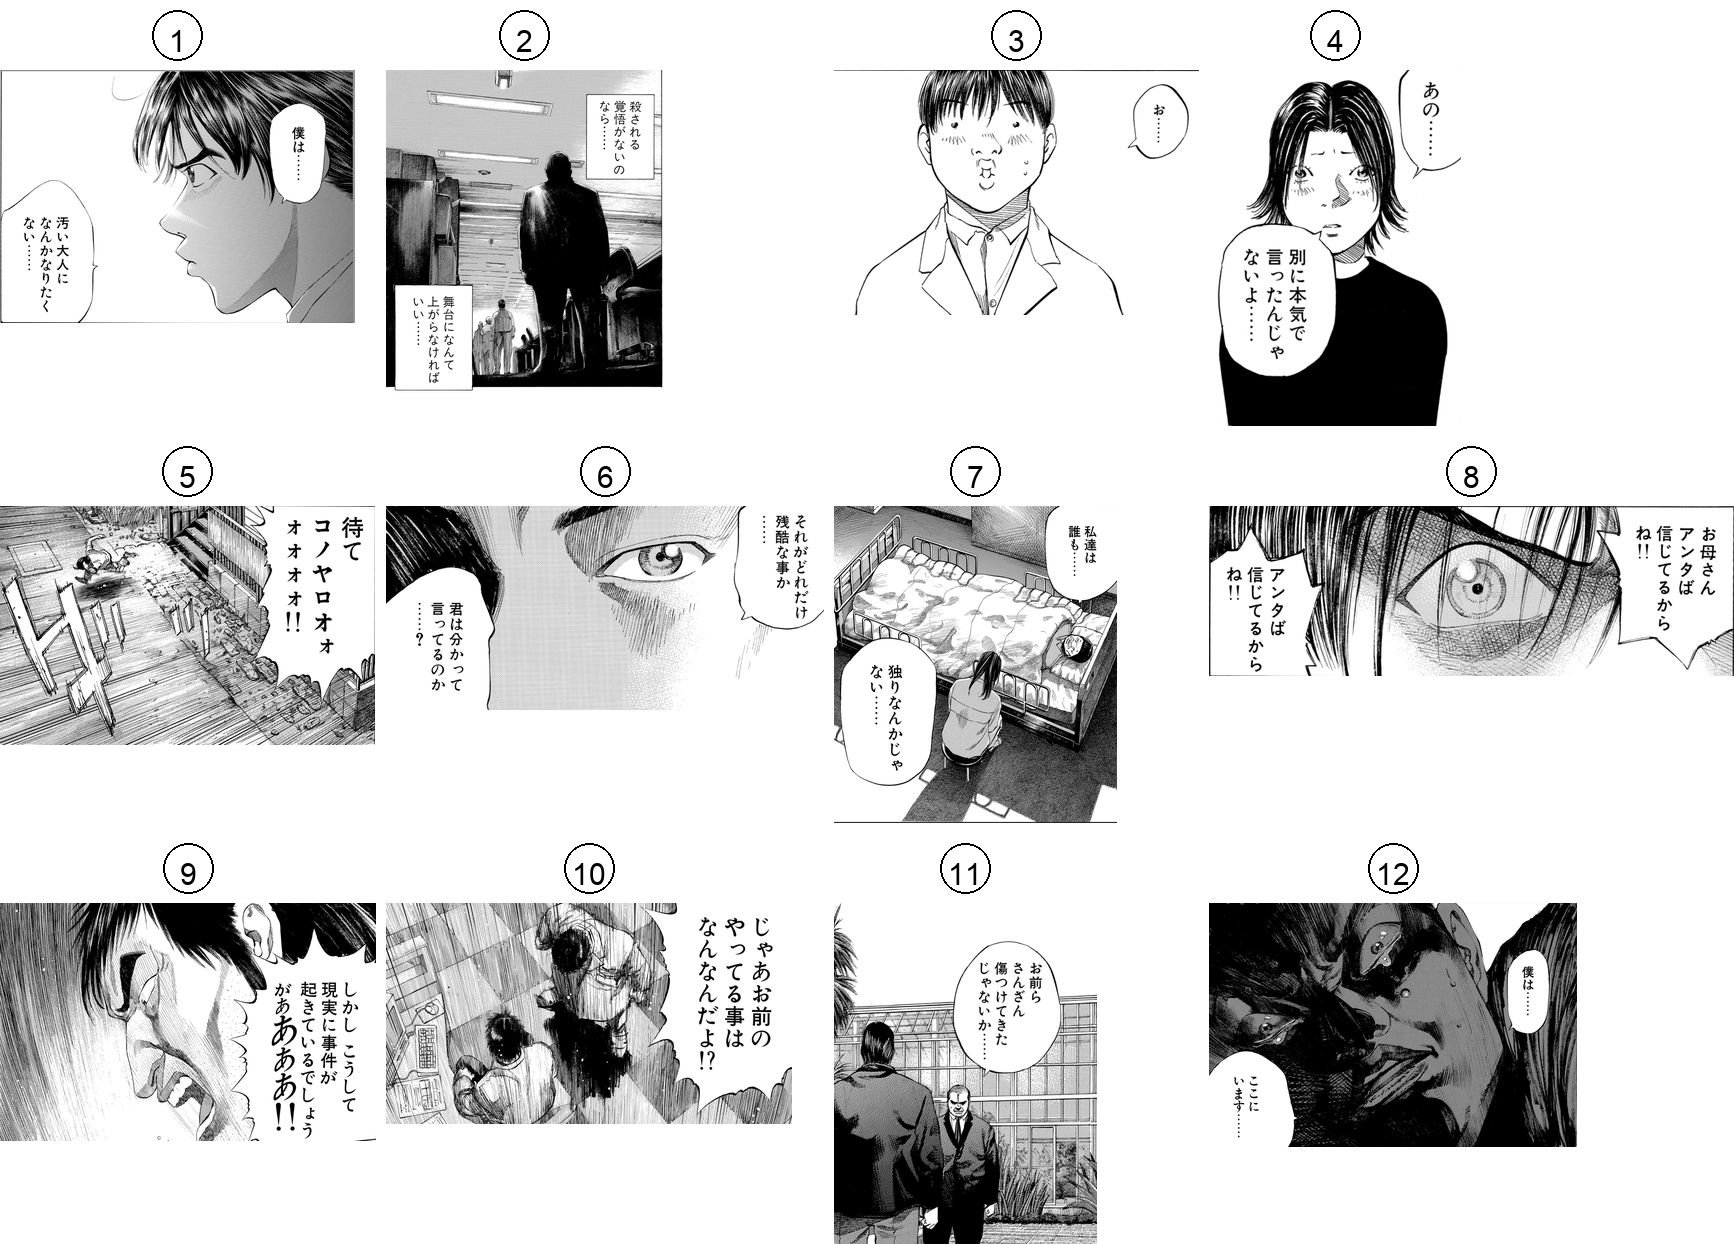 1
僕は……
汚い大人に
なんかなりたく
ない……
2
殺される
覚悟がないの
なら……
舞台になんて
上がらなければ
いい……
3
お……
4
あの……
別に本気で
言ったんじゃ
ないよ……
5
待て
コノヤロオォ
ォォォォ!!
6
それがどれだけ
残酷な事か
……
君は分かって
言ってるのか
……?
7
私達は
誰も……
独りなんかじゃ
ない……
8
お母さん
アンタば
信じてるから
ね!!
アンタば
信じてるから
ね!!
9
しかし こうして
現実に事件が
起きているでしょう
がぁあぁぁ!!
10
じゃあお前の
やってる事は
なんなんだよ!?
11
お前ら
さんざん
傷つけてきた
じゃないか……
12
僕は……
ここに
います……